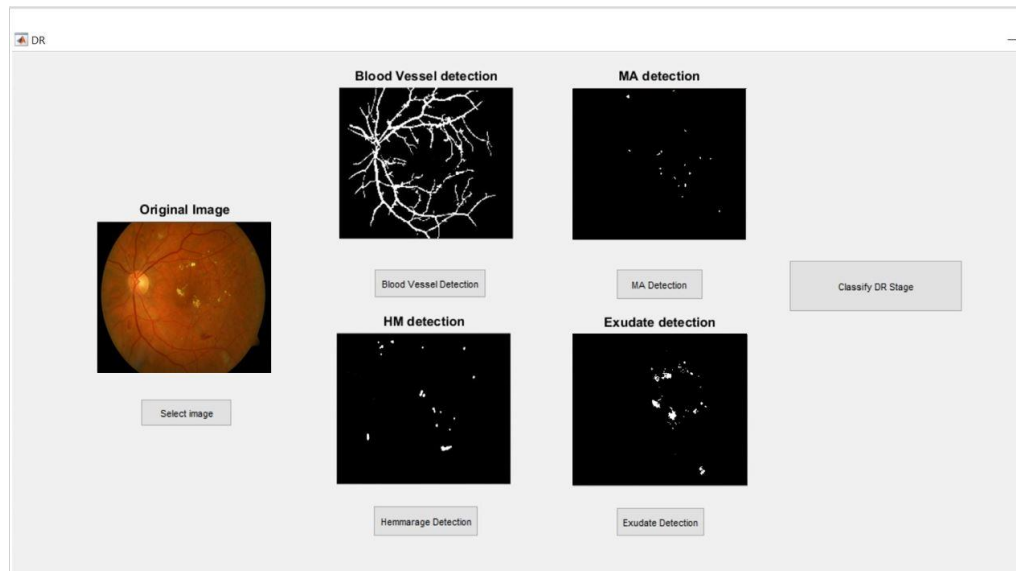 DR
Blood Vessel detection
MA detection
Original Image
Blood Vessel Detection
MA Detection
Classify DR Stage
HM detection
Exudate detection
Select image
Hemmarage Detection
Exudate Detection